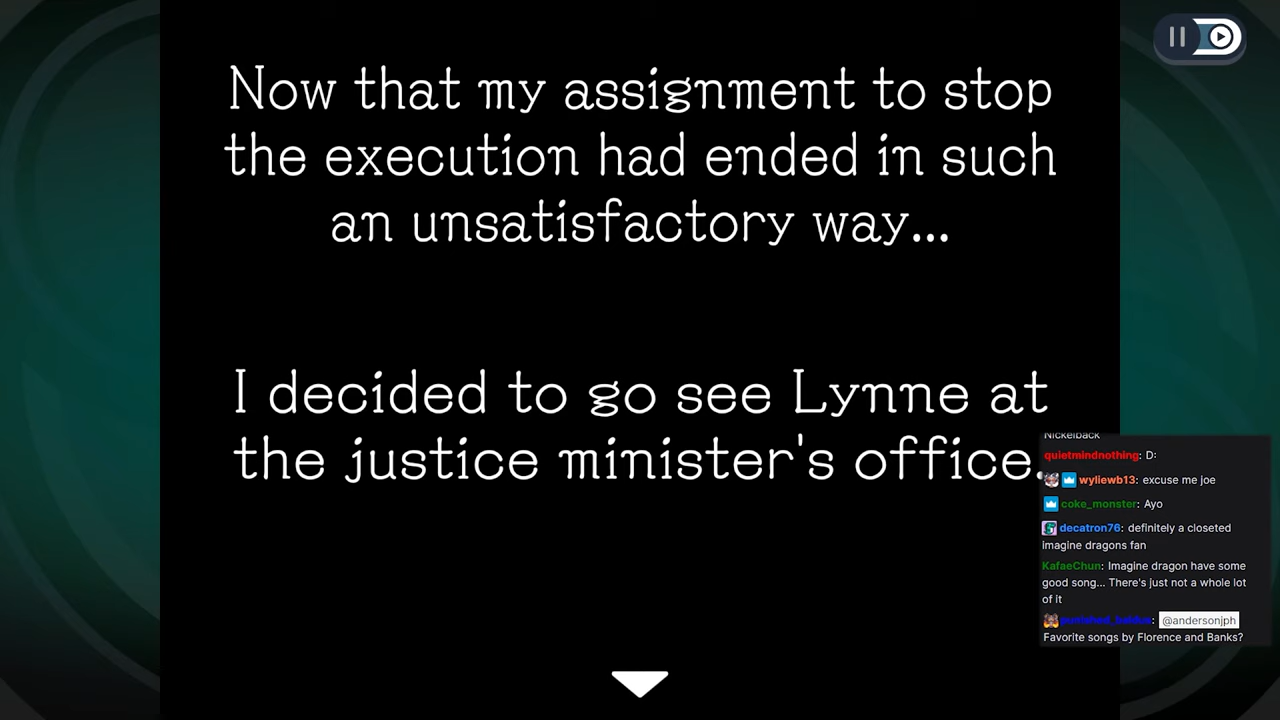 Now that my assignment to stop
the execution had ended in such
an unsatisfactory way...
I decided to go see Lynne at
the justice minister's office.
Nickelback
quietmindnothing: D:
wyliewb13: excuse me joe
coke_monster: Ayo
decatron76: definitely a closeted
imagine dragons fan
KafaeChun: Imagine dragon have some
good song... There's just not a whole lot
of it
@andersonjph
Favorite songs by Florence and Banks?